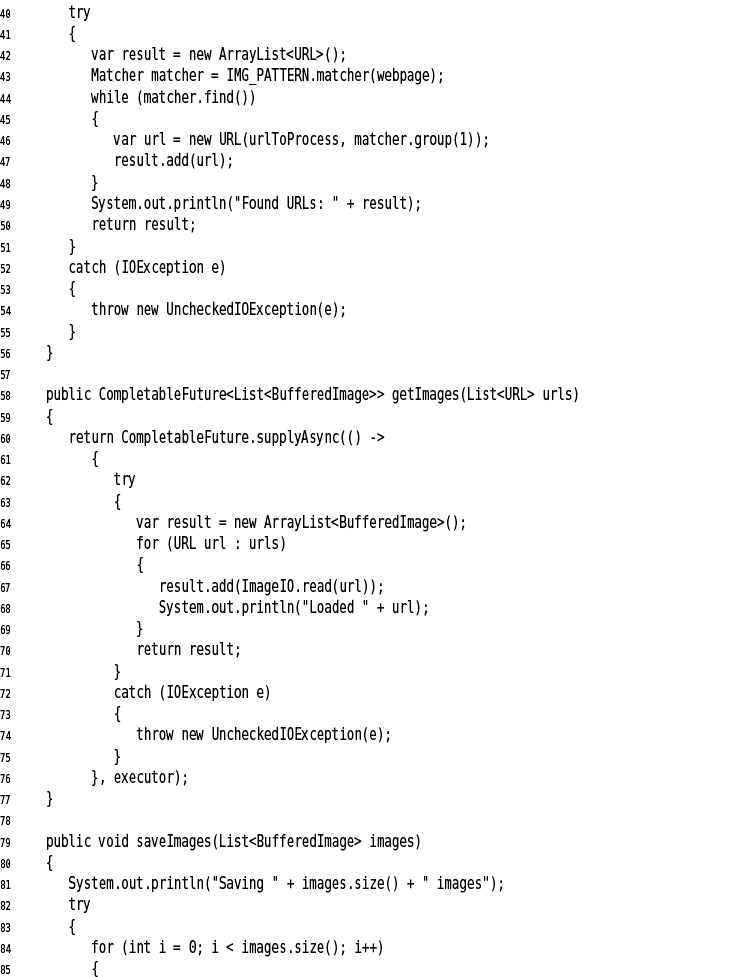 40 try
41 {
42 var result = new ArrayList<URL>();
43 Matcher matcher = IMG_PATTERN.matcher(webpage);
44 while (matcher.find())
45 {
46 var url = new URL(urlToProcess, matcher.group(1));
47 result.add(url);
48 }
49 System.out.println("Found URLs: " + result);
50 return result;
51 }
52 catch (IOException e)
53 {
54 throw new UncheckedIOException(e);
55 }
56 }
57
58 public CompletableFuture<List<BufferedImage>> getImages(List<URL> urls)
59 {
60 return CompletableFuture.supplyAsync(() ->
61 {
62 try
63 {
64 var result = new ArrayList<BufferedImage>();
65 for (URL url : urls)
66 {
67 result.add(ImageIO.read(url));
68 System.out.println("Loaded " + url);
69 }
70 return result;
71 }
72 catch (IOException e)
73 {
74 throw new UncheckedIOException(e);
75 }
76 }, executor);
77 }
78
79 public void saveImages(List<BufferedImage> images)
80 {
81 System.out.println("Saving " + images.size() + " images");
82 try
83 {
84 for (int i = 0; i < images.size(); i++)
85 {